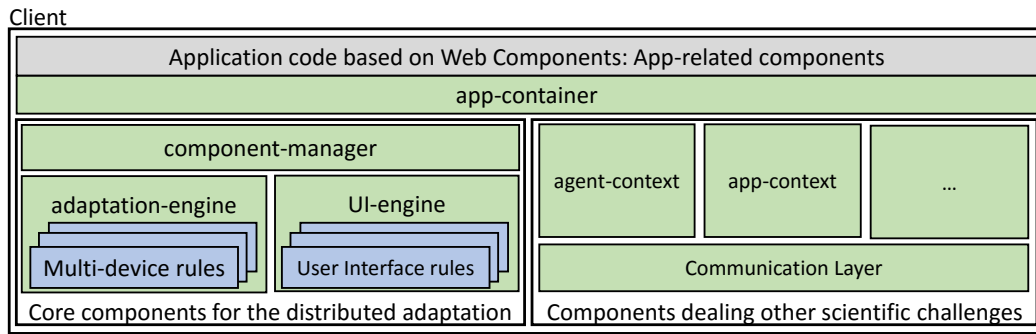 Client
Application code based on Web Components: App-related components
app-container
component-manager
adaptation-engine
Multi-device rules
UI-engine
User Interface rules
Core components for the distributed adaptation
agent-context
app-context
...
Communication Layer
Components dealing other scientific challenges